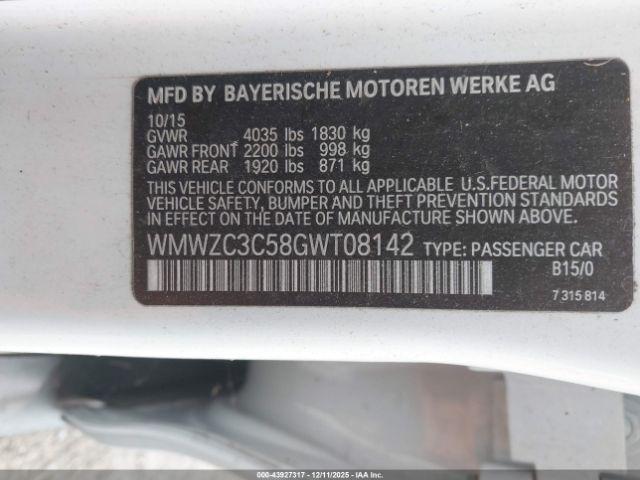 MFD BY BAYERISCHE MOTOREN WERKE AG
10/15
GVWR 4035 lbs 1830 kg
GAWR FRONT 2200 lbs 998 kg
GAWR REAR 1920 lbs 871 kg
THIS VEHICLE CONFORMS TO ALL APPLICABLE U.S.FEDERAL MOTOR
VEHICLE SAFETY, BUMPER AND THEFT PREVENTION STANDARDS
IN EFFECT ON THE DATE OF MANUFACTURE SHOWN ABOVE.
WMWZC3C58GWT08142 TYPE: PASSENGER CAR
B15/0
7 315 814
00-43927317 - 12/11/2025 - IAAI.COM